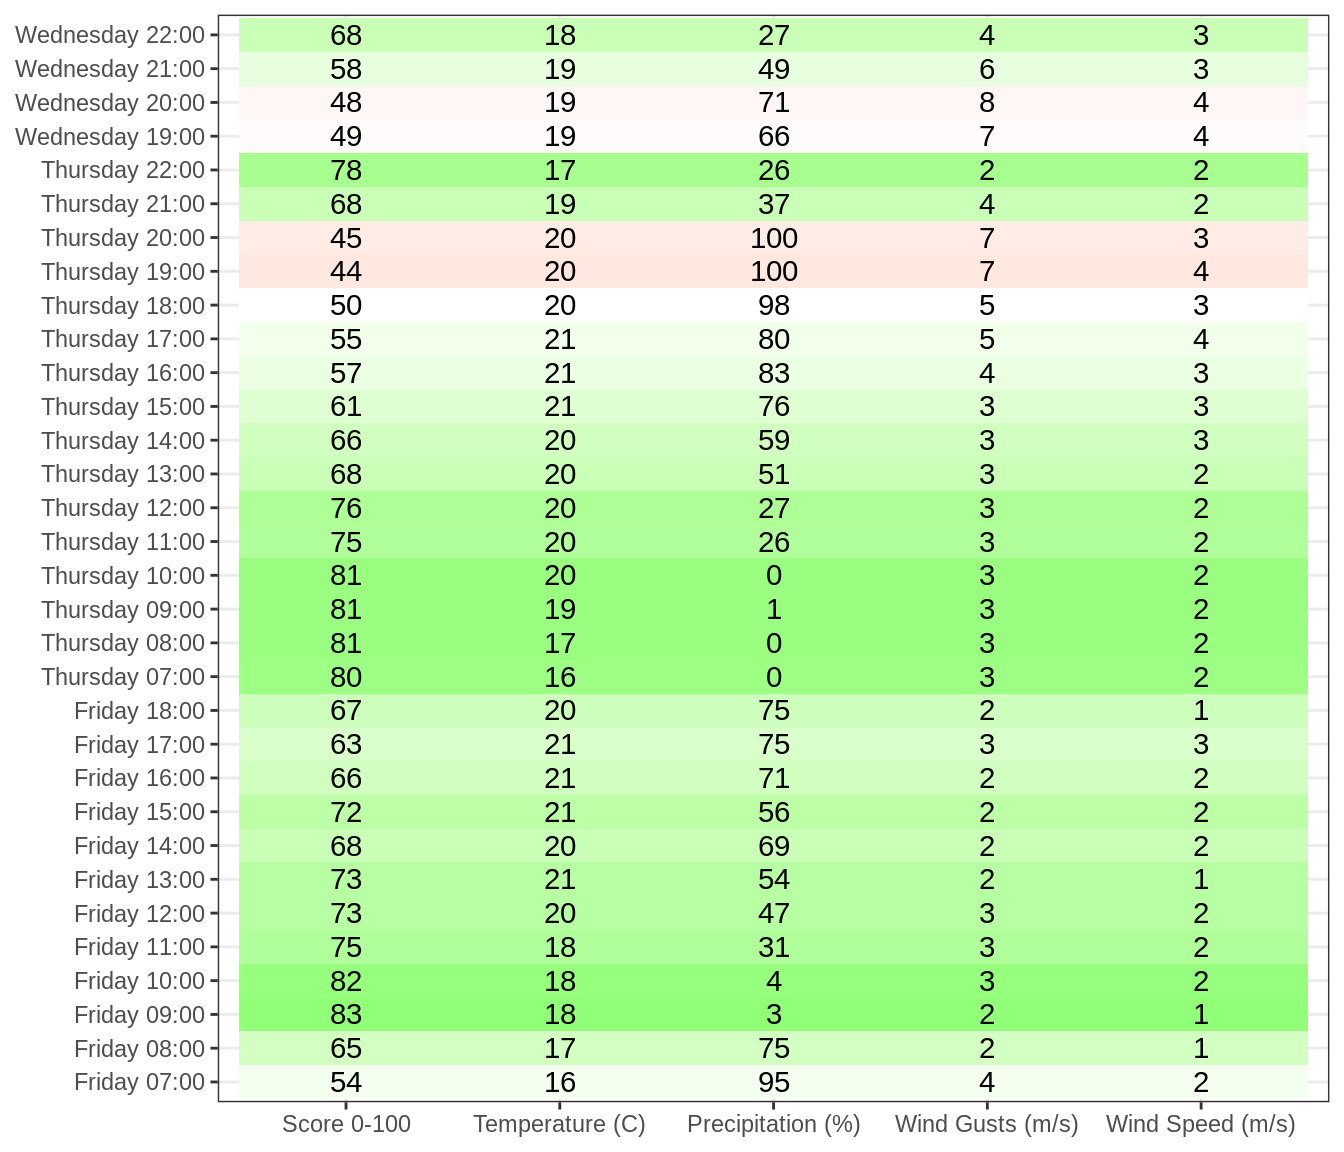 Wednesday 22:00 68 18 27 4 3
Wednesday 21:00 58 19 49 6 3
Wednesday 20:00 48 19 71 8 4
Wednesday 19:00 49 19 66 7 4
Thursday 22:00 78 17 26 2 2
Thursday 21:00 68 19 37 4 2
Thursday 20:00 45 20 100 7 3
Thursday 19:00 44 20 100 7 4
Thursday 18:00 50 20 98 5 3
Thursday 17:00 55 21 80 5 4
Thursday 16:00 57 21 83 4 3
Thursday 15:00 61 21 76 3 3
Thursday 14:00 66 20 59 3 3
Thursday 13:00 68 20 51 3 2
Thursday 12:00 76 20 27 3 2
Thursday 11:00 75 20 26 3 2
Thursday 10:00 81 20 0 3 2
Thursday 09:00 81 19 1 3 2
Thursday 08:00 81 17 0 3 2
Thursday 07:00 80 16 0 3 2
Friday 18:00 67 20 75 2 1
Friday 17:00 63 21 75 3 3
Friday 16:00 66 21 71 2 2
Friday 15:00 72 21 56 2 2
Friday 14:00 68 20 69 2 2
Friday 13:00 73 21 54 2 1
Friday 12:00 73 20 47 3 2
Friday 11:00 75 18 31 3 2
Friday 10:00 82 18 4 3 2
Friday 09:00 83 18 3 2 1
Friday 08:00 65 17 75 2 1
Friday 07:00 54 16 95 4 2
Score 0-100 Temperature (C) Precipitation (%) Wind Gusts (m/s) Wind Speed (m/s)